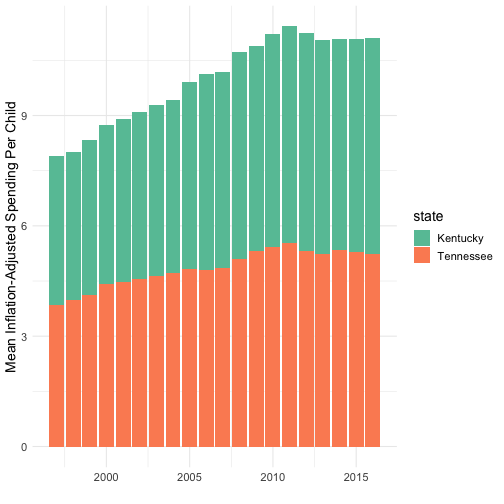 Mean Inflation-Adjusted Spending Per Child
9
6
3
0
2000
2005
2010
2015
state
Kentucky
Tennessee